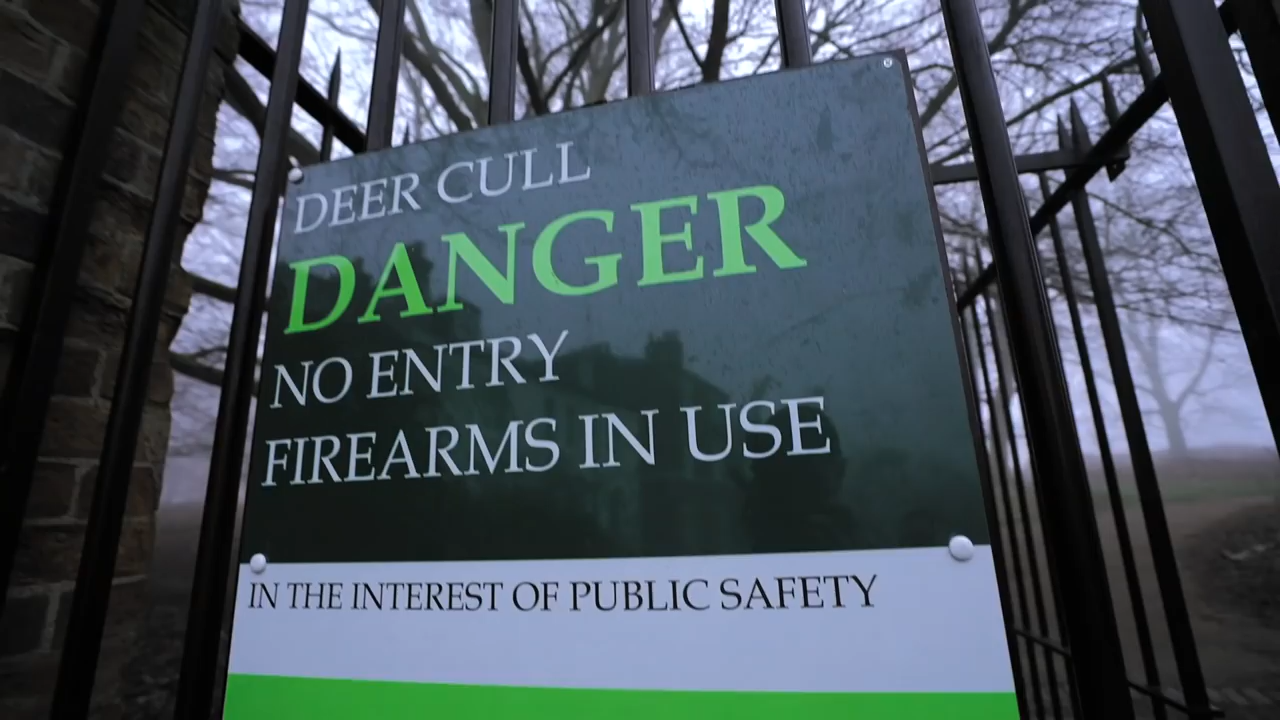 DEER CULL
DANGER
NO ENTRY
FIREARMS IN USE
IN THE INTEREST OF PUBLIC SAFETY